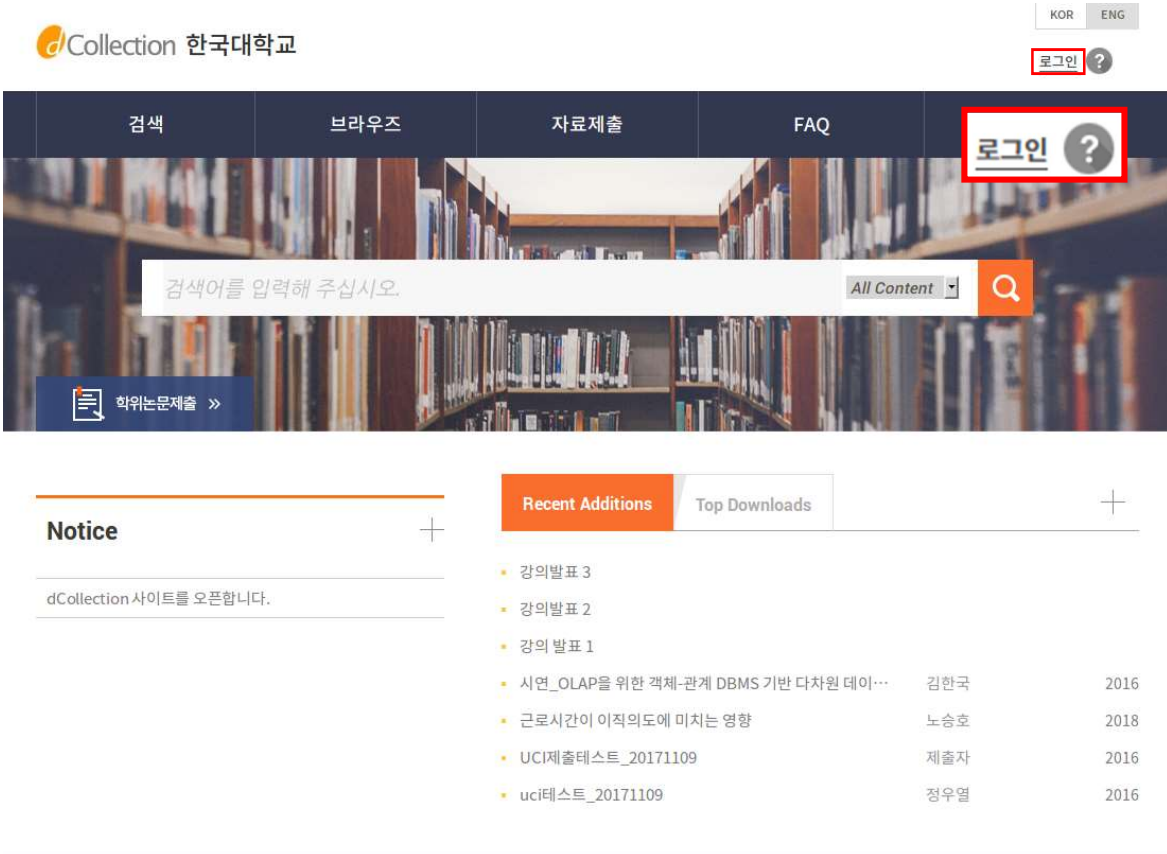 KOR ENG
dCollection 한국대학교
로그인 ?
검색 브라우즈 자료제출 FAQ
로그인 ?
검색어를 입력해 주십시오. All Content
학위논문제출 »
Recent Additions Top Downloads
Notice
강의발표 3
dCollection 사이트를 오픈합니다.
강의발표 2
강의 발표 1
시연_OLAP을 위한 객체-관계 DBMS 기반 다차원 데이… 김한국 2016
근로시간이 이직의도에 미치는 영향 노승호 2018
UCI제출테스트_20171109 제출자 2016
uci테스트_20171109 정우열 2016